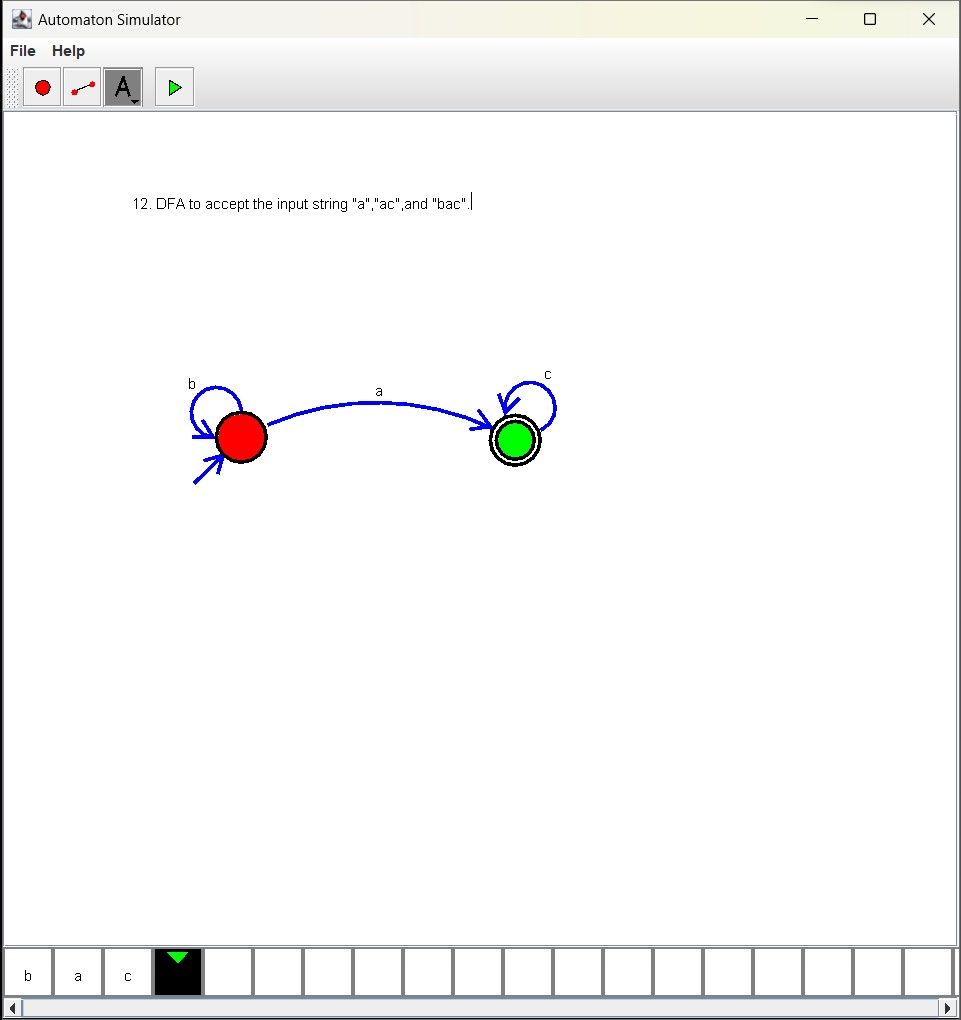 Automaton Simulator
File Help
A
12. DFA to accept the input string "a","ac",and "bac".
b
a
c
b a c